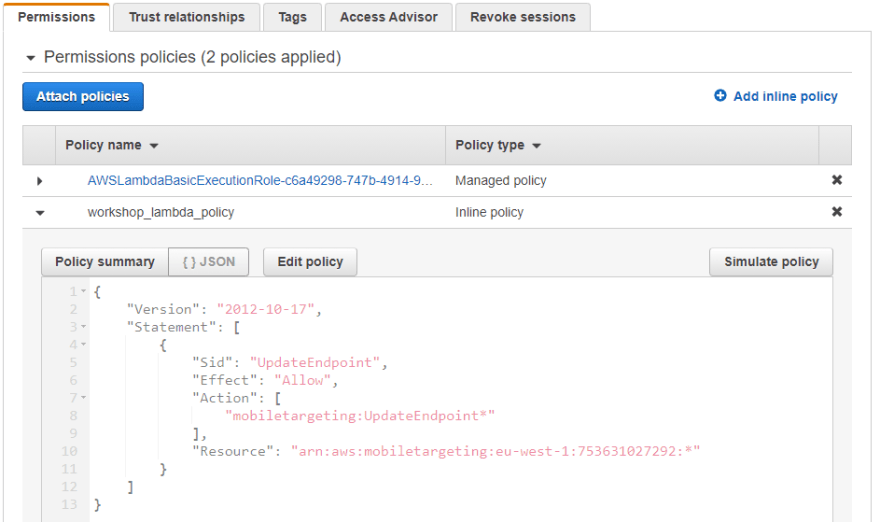 Permissions Trust relationships Tags Access Advisor Revoke sessions
Permissions policies (2 policies applied)
Attach policies Add inline policy
Policy name Policy type
AWSLambdaBasicExecutionRole-c6a49298-747b-4914-9... Managed policy
workshop_lambda_policy Inline policy
Policy summary { } JSON Edit policy Simulate policy
1 {
2 "Version": "2012-10-17",
3 "Statement": [
4 {
5 "Sid": "UpdateEndpoint",
6 "Effect": "Allow",
7 "Action": [
8 "mobiletargeting:UpdateEndpoint*"
9 ],
10 "Resource": "arn:aws:mobiletargeting:eu-west-1:753631027292:*"
11 }
12 ]
13 }